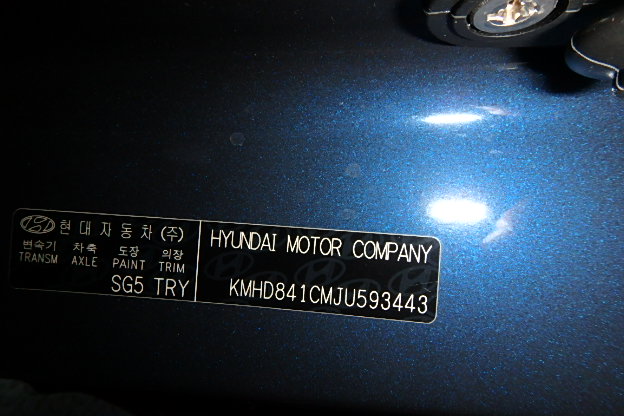 현대자동차(주)
변속기 차축 도장 의장
TRANSM AXLE PAINT TRIM
SG5 TRY
HYUNDAI MOTOR COMPANY
KMHD841CMJU593443